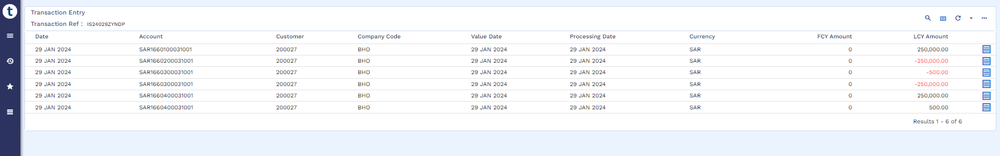 t
Transaction Entry
Transaction Ref : IS24029ZYNDP
Date Account Customer Company Code Value Date Processing Date Currency FCY Amount LCY Amount
29 JAN 2024 SAR1660100031001 200027 BHO 29 JAN 2024 29 JAN 2024 SAR 0 250,000.00
29 JAN 2024 SAR1660200031001 200027 BHO 29 JAN 2024 29 JAN 2024 SAR 0 -250,000.00
29 JAN 2024 SAR1660300031001 200027 BHO 29 JAN 2024 29 JAN 2024 SAR 0 -500.00
29 JAN 2024 SAR1660300031001 200027 BHO 29 JAN 2024 29 JAN 2024 SAR 0 -250,000.00
29 JAN 2024 SAR1660400031001 200027 BHO 29 JAN 2024 29 JAN 2024 SAR 0 250,000.00
29 JAN 2024 SAR1660400031001 200027 BHO 29 JAN 2024 29 JAN 2024 SAR 0 500.00
Results 1 - 6 of 6